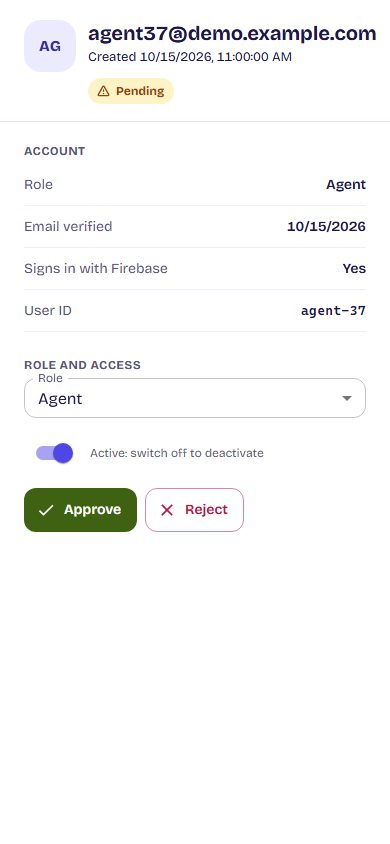 AG
agent37@demo.example.com
Created 10/15/2026, 11:00:00 AM
Pending
ACCOUNT
Role Agent
Email verified 10/15/2026
Signs in with Firebase Yes
User ID agent-37
ROLE AND ACCESS
Role
Agent
Active: switch off to deactivate
Approve Reject